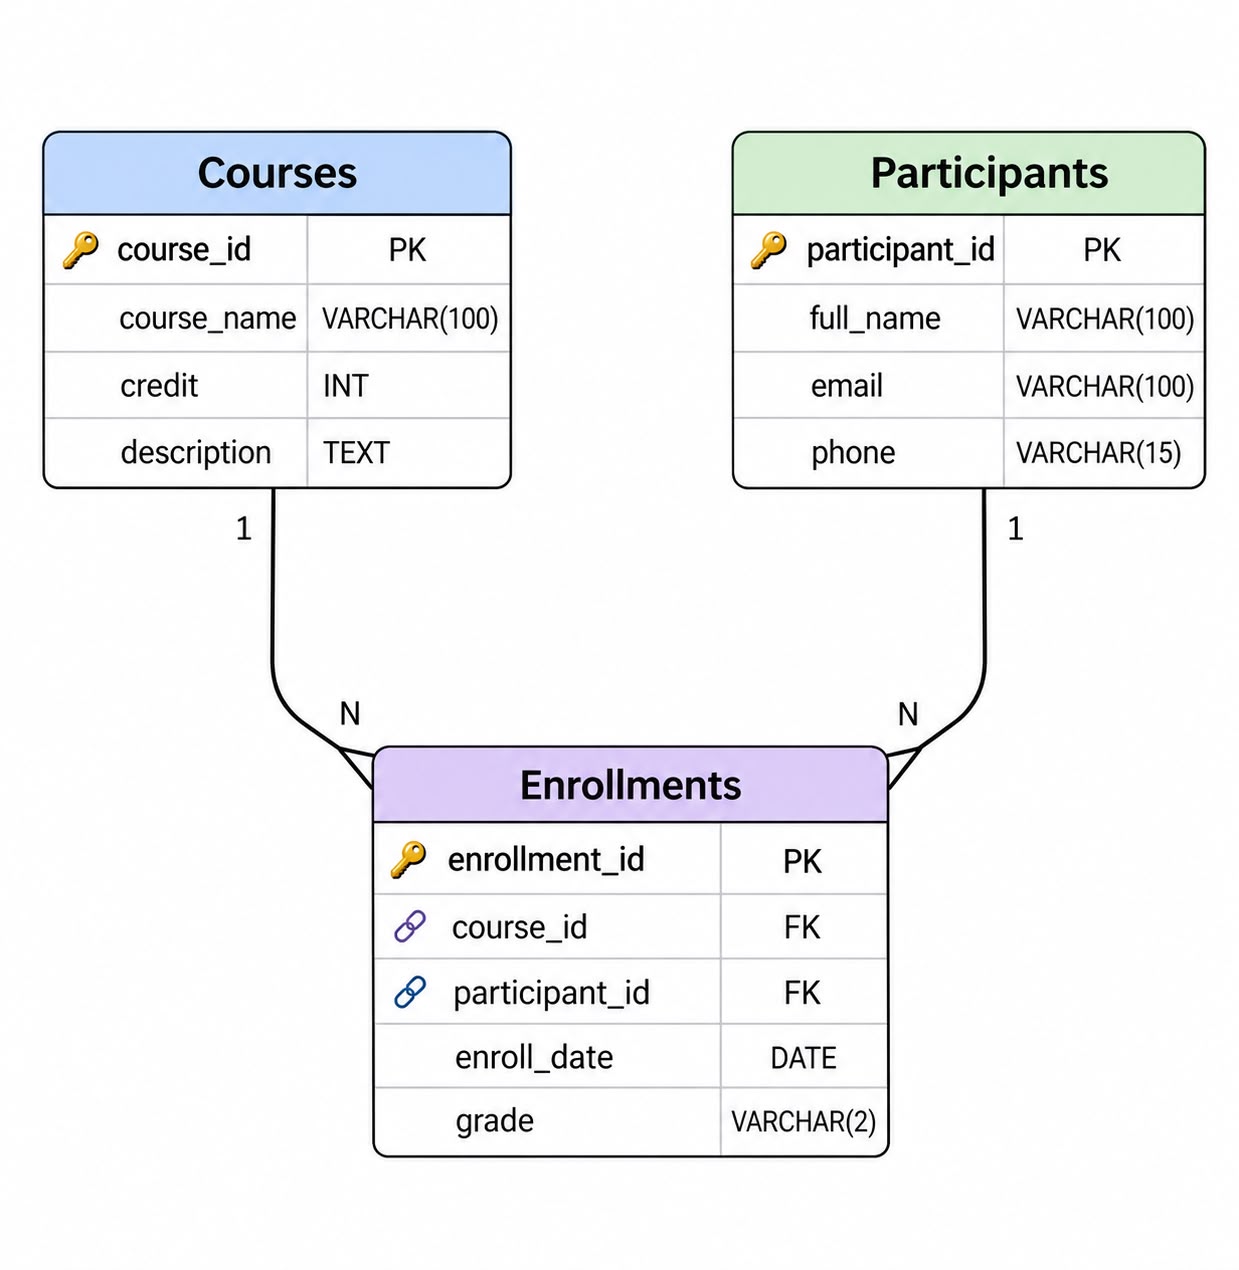 Courses
course_id PK
course_name VARCHAR(100)
credit INT
description TEXT
Participants
participant_id PK
full_name VARCHAR(100)
email VARCHAR(100)
phone VARCHAR(15)
1
1
N
N
Enrollments
enrollment_id PK
course_id FK
participant_id FK
enroll_date DATE
grade VARCHAR(2)